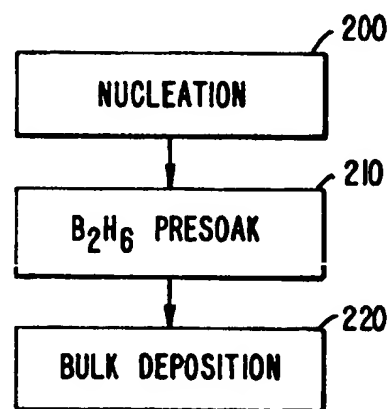 200
NUCLEATION
210
B₂H₆ PRESOAK
220
BULK DEPOSITION